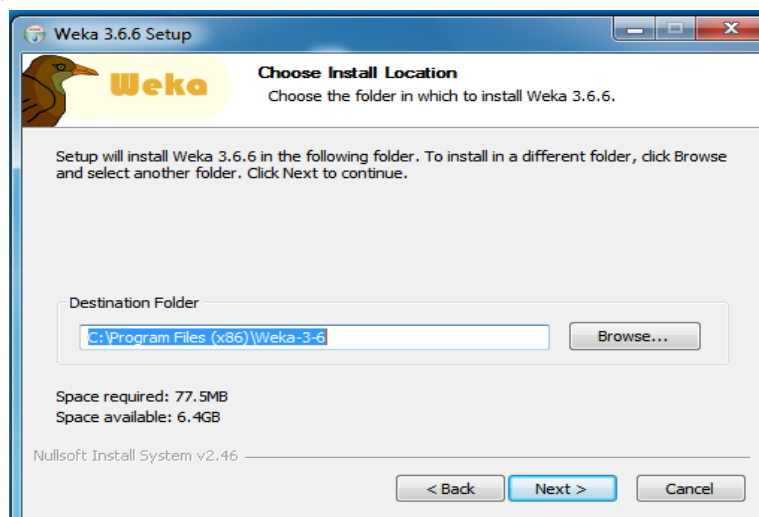 Weka 3.6.6 Setup
Weka
Choose Install Location
Choose the folder in which to install Weka 3.6.6.
Setup will install Weka 3.6.6 in the following folder. To install in a different folder, click Browse
and select another folder. Click Next to continue.
Destination Folder
C:\Program Files (x86)\Weka-3-6
Browse...
Space required: 77.5MB
Space available: 6.4GB
Nullsoft Install System v2.46
< Back
Next >
Cancel